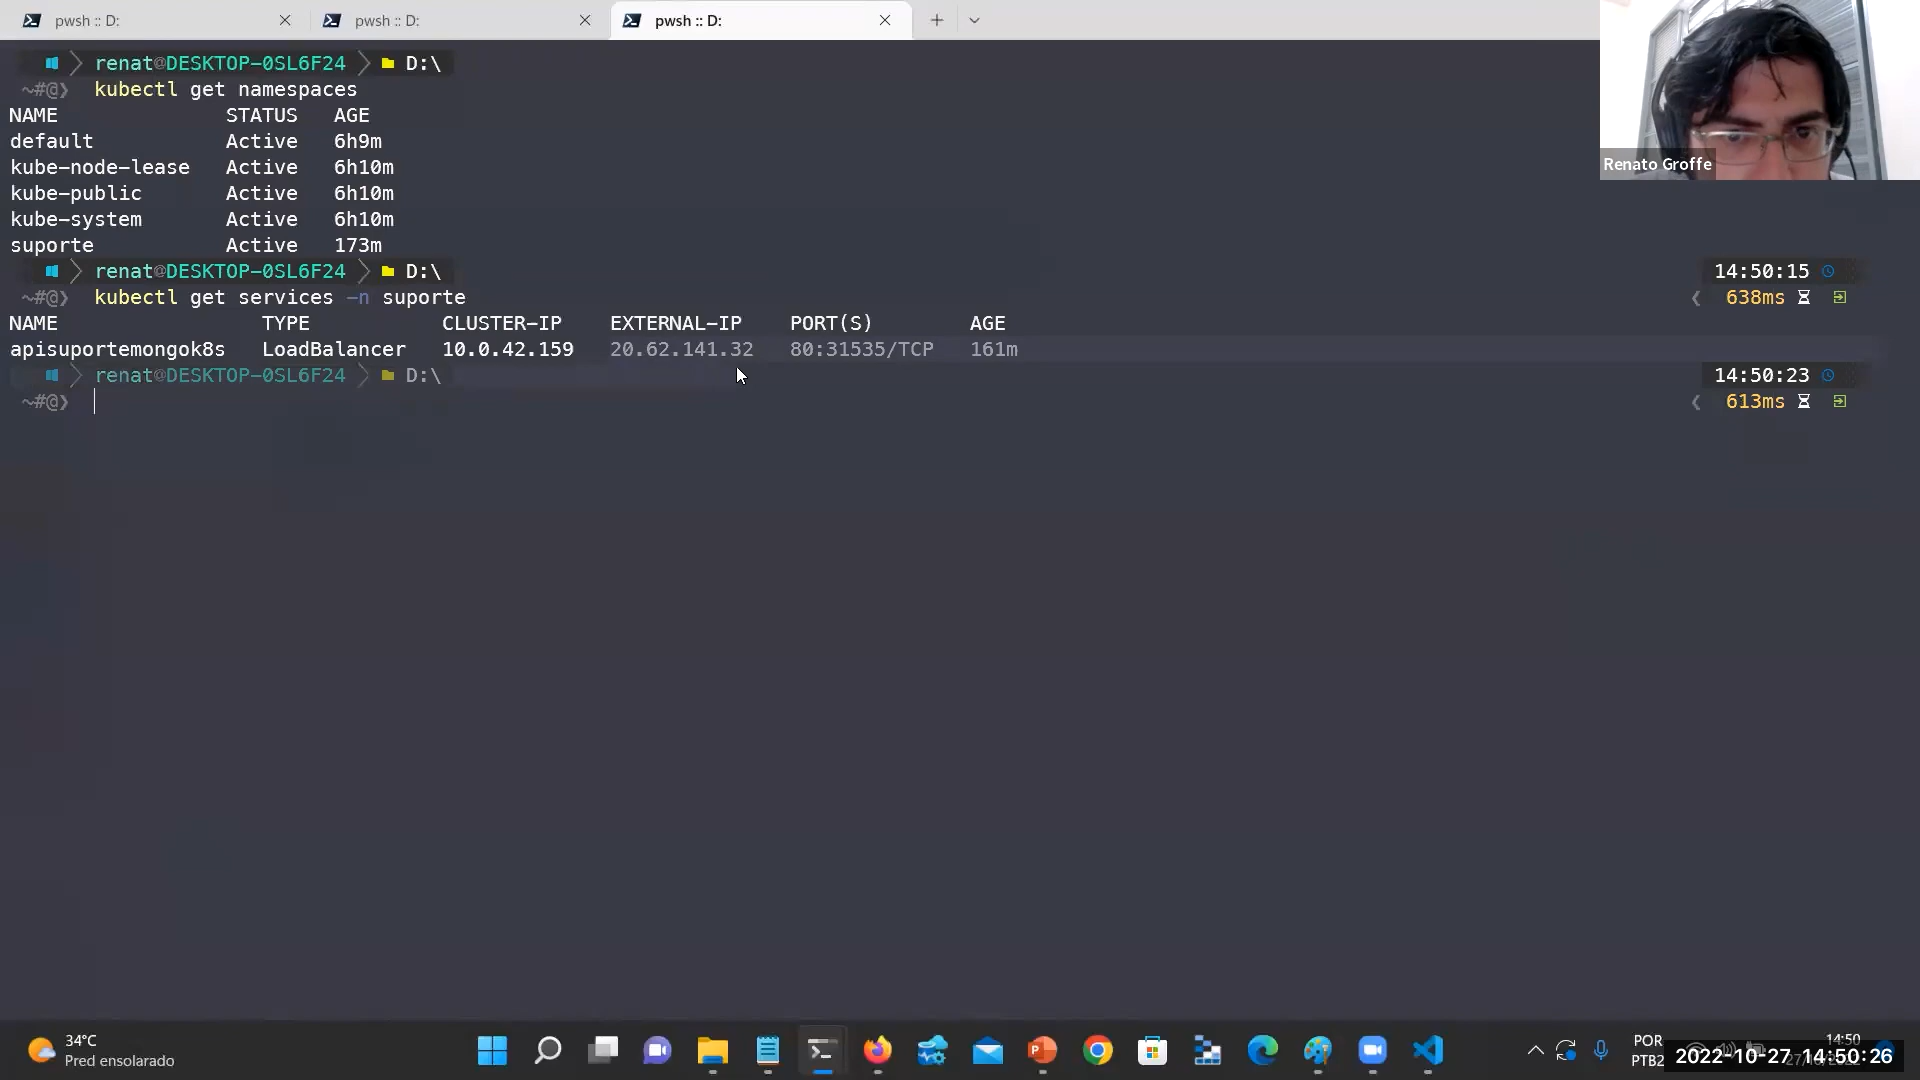 pwsh :: D:
pwsh :: D:
pwsh :: D:
renat@DESKTOP-0SL6F24 D:\
~#@❯ kubectl get namespaces
NAME STATUS AGE
default Active 6h9m
kube-node-lease Active 6h10m
kube-public Active 6h10m
kube-system Active 6h10m
suporte Active 173m
renat@DESKTOP-0SL6F24 D:\ 14:50:15
~#@❯ kubectl get services -n suporte ❮ 638ms
NAME TYPE CLUSTER-IP EXTERNAL-IP PORT(S) AGE
apisuportemongok8s LoadBalancer 10.0.42.159 20.62.141.32 80:31535/TCP 161m
renat@DESKTOP-0SL6F24 D:\ 14:50:23
~#@❯ ❮ 613ms
Renato Groffe
34°C
Pred ensolarado
POR
PTB2
14:50
2022-10-27 14:50:26